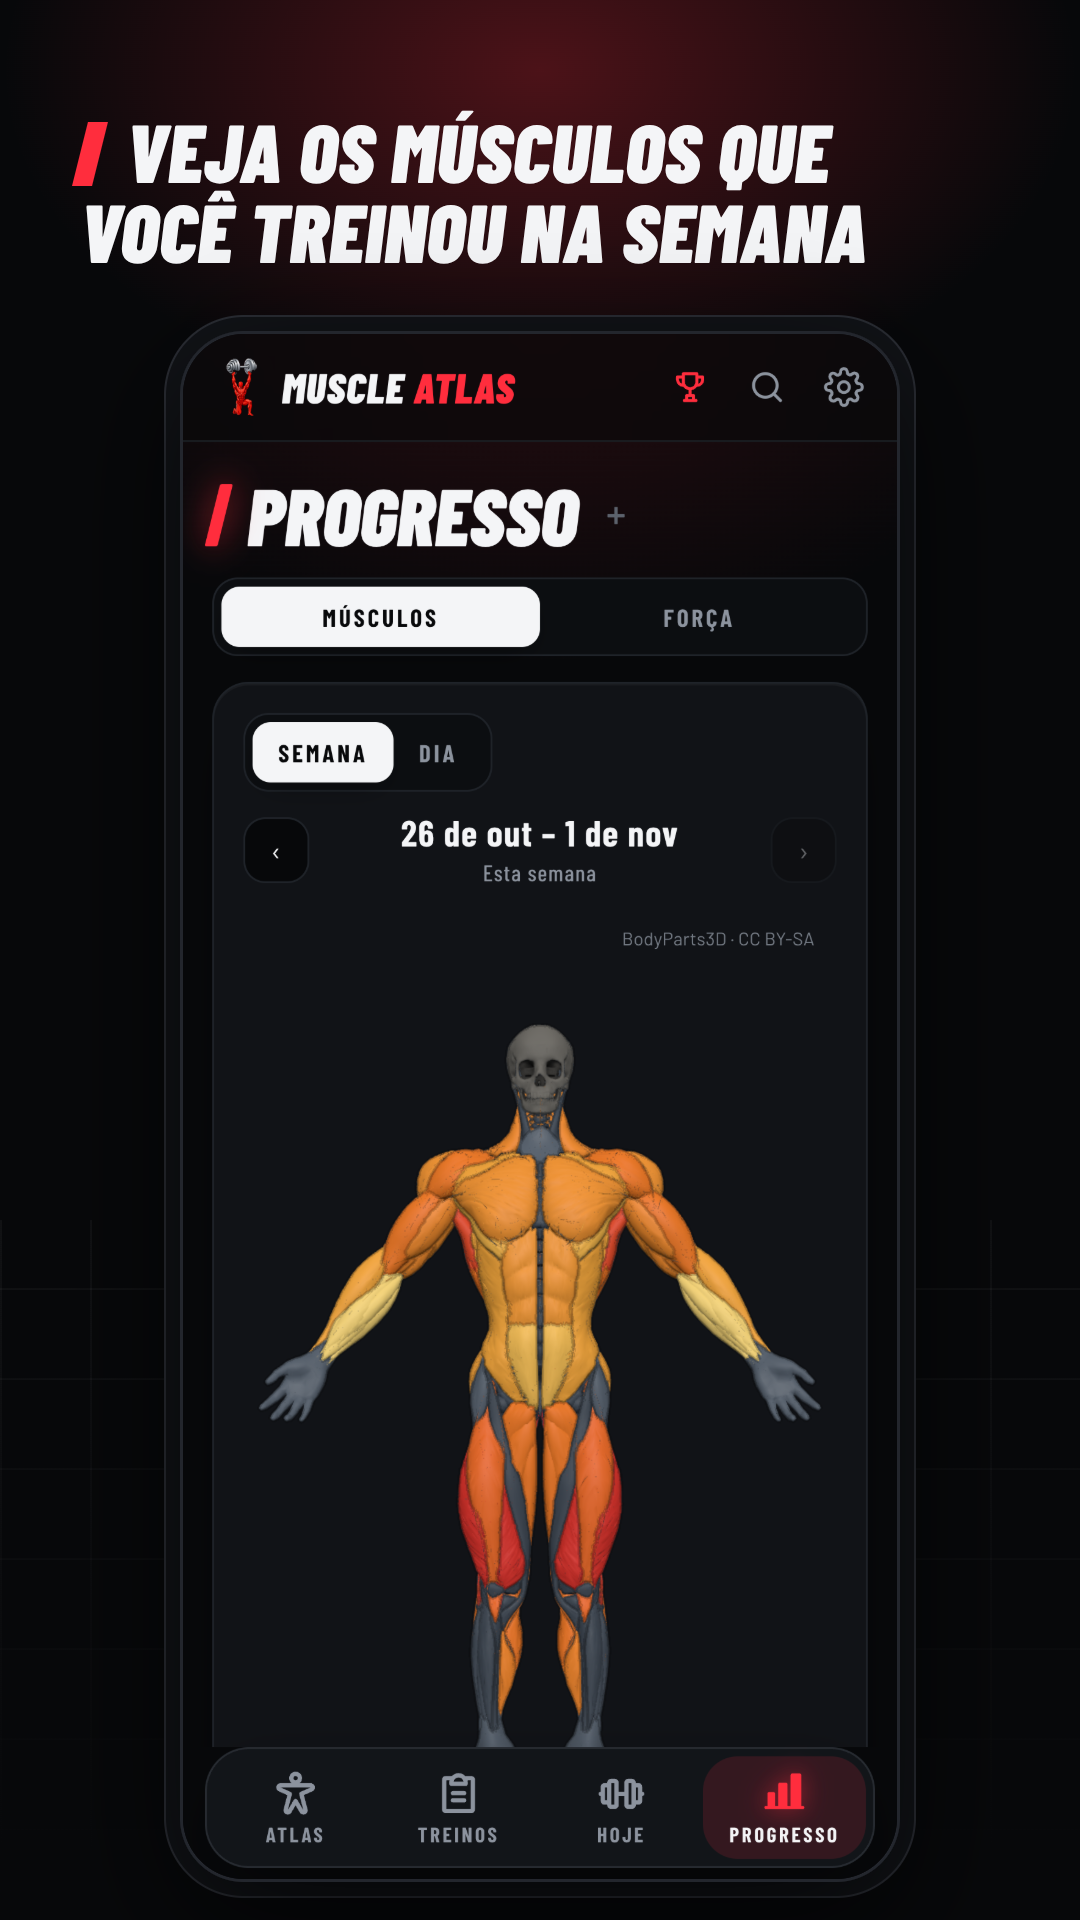 VEJA OS MÚSCULOS QUE
VOCÊ TREINOU NA SEMANA
MUSCLE ATLAS
PROGRESSO +
MÚSCULOS
FORÇA
SEMANA
DIA
‹
26 de out – 1 de nov
›
Esta semana
BodyParts3D · CC BY-SA
ATLAS
TREINOS
HOJE
PROGRESSO